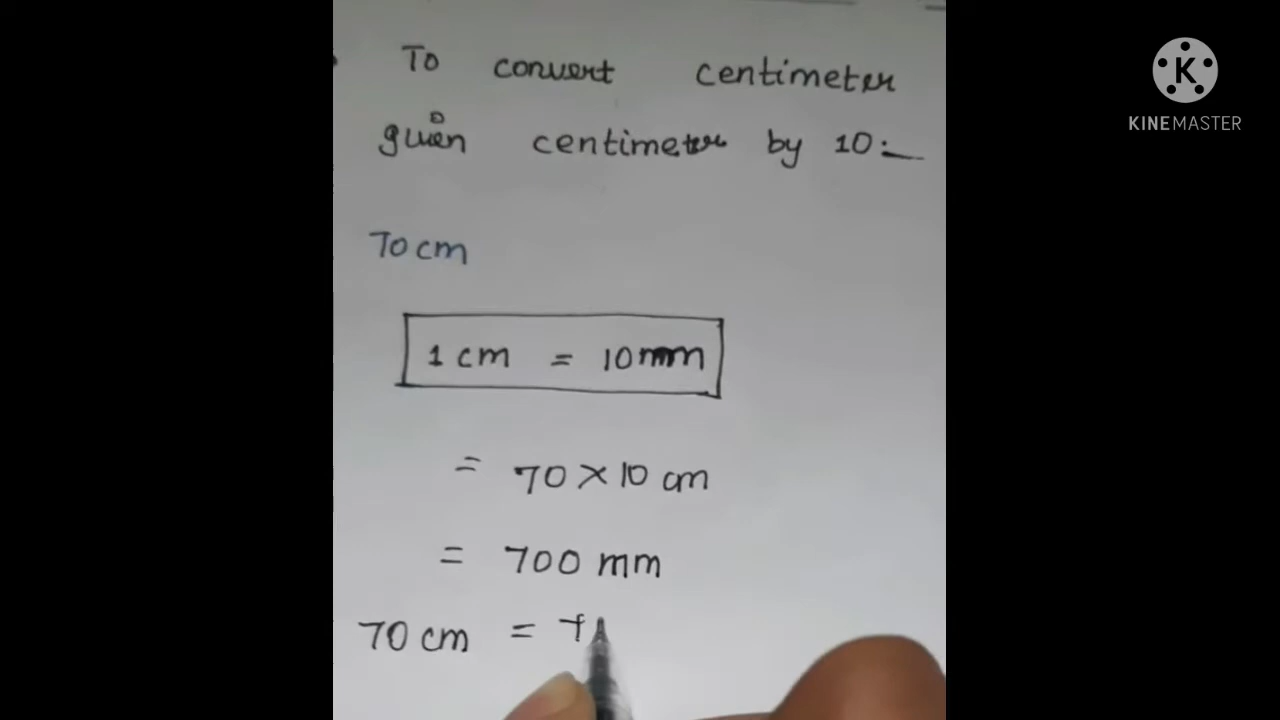 To convert centimeter
given centimeter by 10:-
70 cm
1 cm = 10 mm
= 70 × 10 cm
= 700 mm
70 cm = 7
K
KINEMASTER